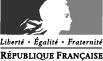 Liberté • Égalité • Fraternité
RÉPUBLIQUE FRANÇAISE